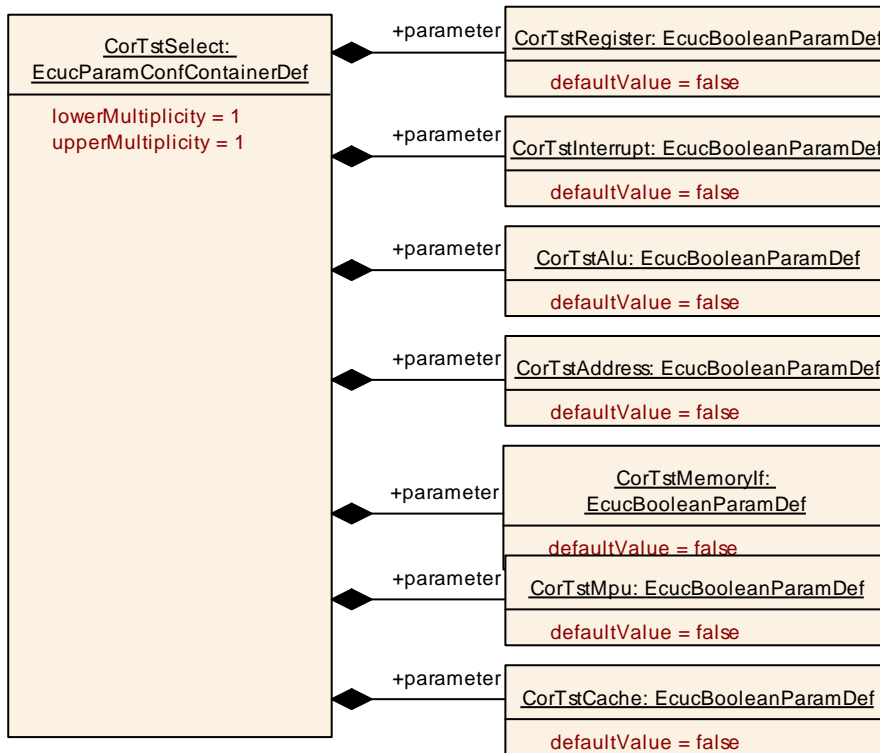 CorTstSelect:
EcucParamConfContainerDef
lowerMultiplicity = 1
upperMultiplicity = 1
+parameter
CorTstRegister: EcucBooleanParamDef
defaultValue = false
+parameter
CorTstInterrupt: EcucBooleanParamDef
defaultValue = false
+parameter
CorTstAlu: EcucBooleanParamDef
defaultValue = false
+parameter
CorTstAddress: EcucBooleanParamDef
defaultValue = false
+parameter
CorTstMemoryIf:
EcucBooleanParamDef
defaultValue = false
+parameter
CorTstMpu: EcucBooleanParamDef
defaultValue = false
+parameter
CorTstCache: EcucBooleanParamDef
defaultValue = false